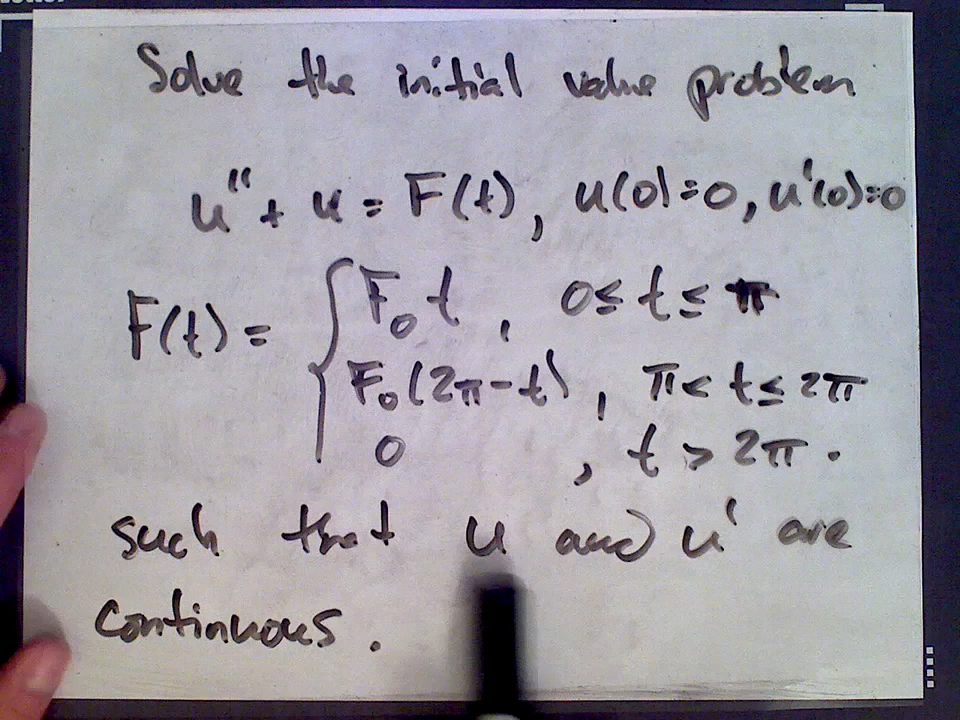 Solve the initial value problem
u'' + u = F(t), u(0)=0, u'(0)=0
F(t) = { F₀ t , 0 ≤ t ≤ π
F₀(2π-t) , π < t ≤ 2π
0 , t > 2π .
such that u and u' are
continuous .